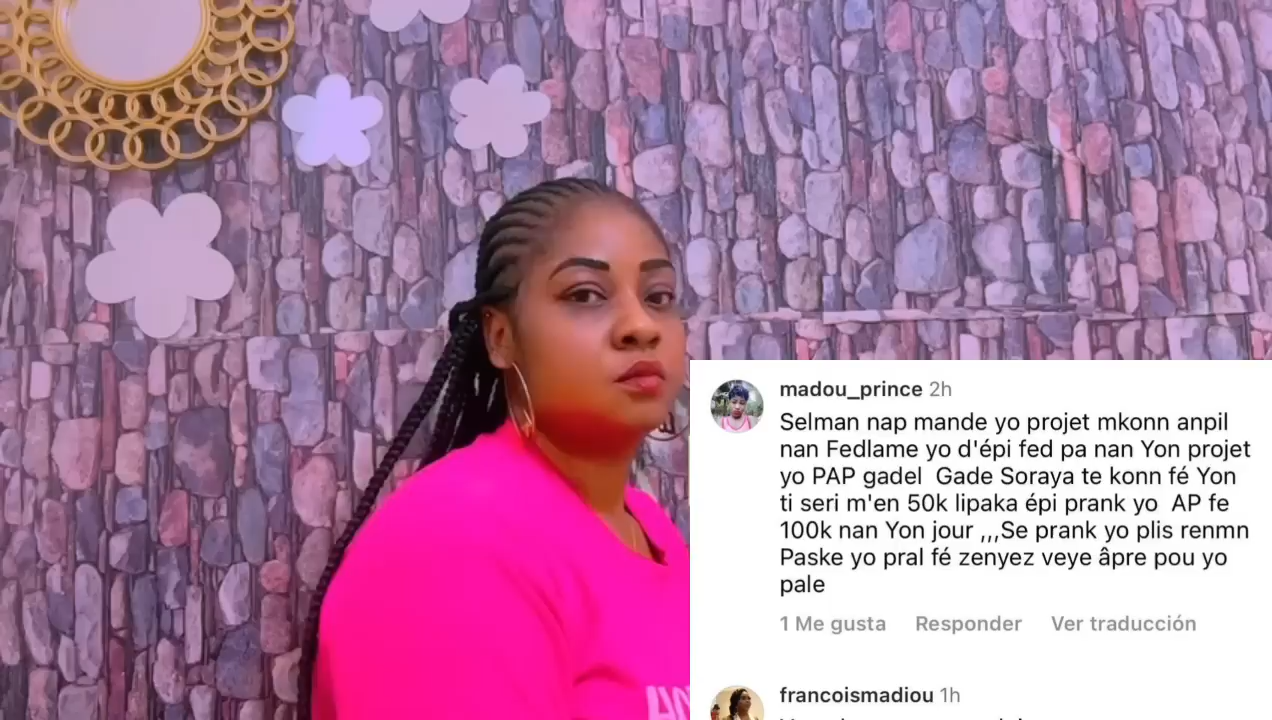 madou_prince 2h
Selman nap mande yo projet mkonn anpil
nan Fedlame yo d'épi fed pa nan Yon projet
yo PAP gadel  Gade Soraya te konn fé Yon
ti seri m'en 50k lipaka épi prank yo  AP fe
100k nan Yon jour ,,,Se prank yo plis renmn
Paske yo pral fé zenyez veye âpre pou yo
pale
1 Me gusta Responder Ver traducción
francoismadiou 1h